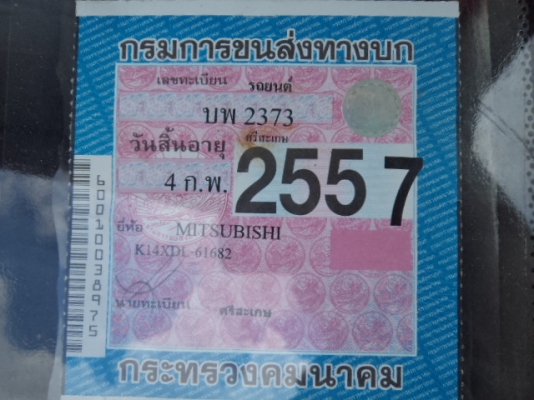 กรมการขนส่งทางบก
เลขทะเบียน รถยนต์
บพ 2373
ศรีสะเกษ
วันสิ้นอายุ
4 ก.พ. 2557
ยี่ห้อ MITSUBISHI
K14XDL-61682
นายทะเบียน ศรีสะเกษ
กระทรวงคมนาคม
60010038975